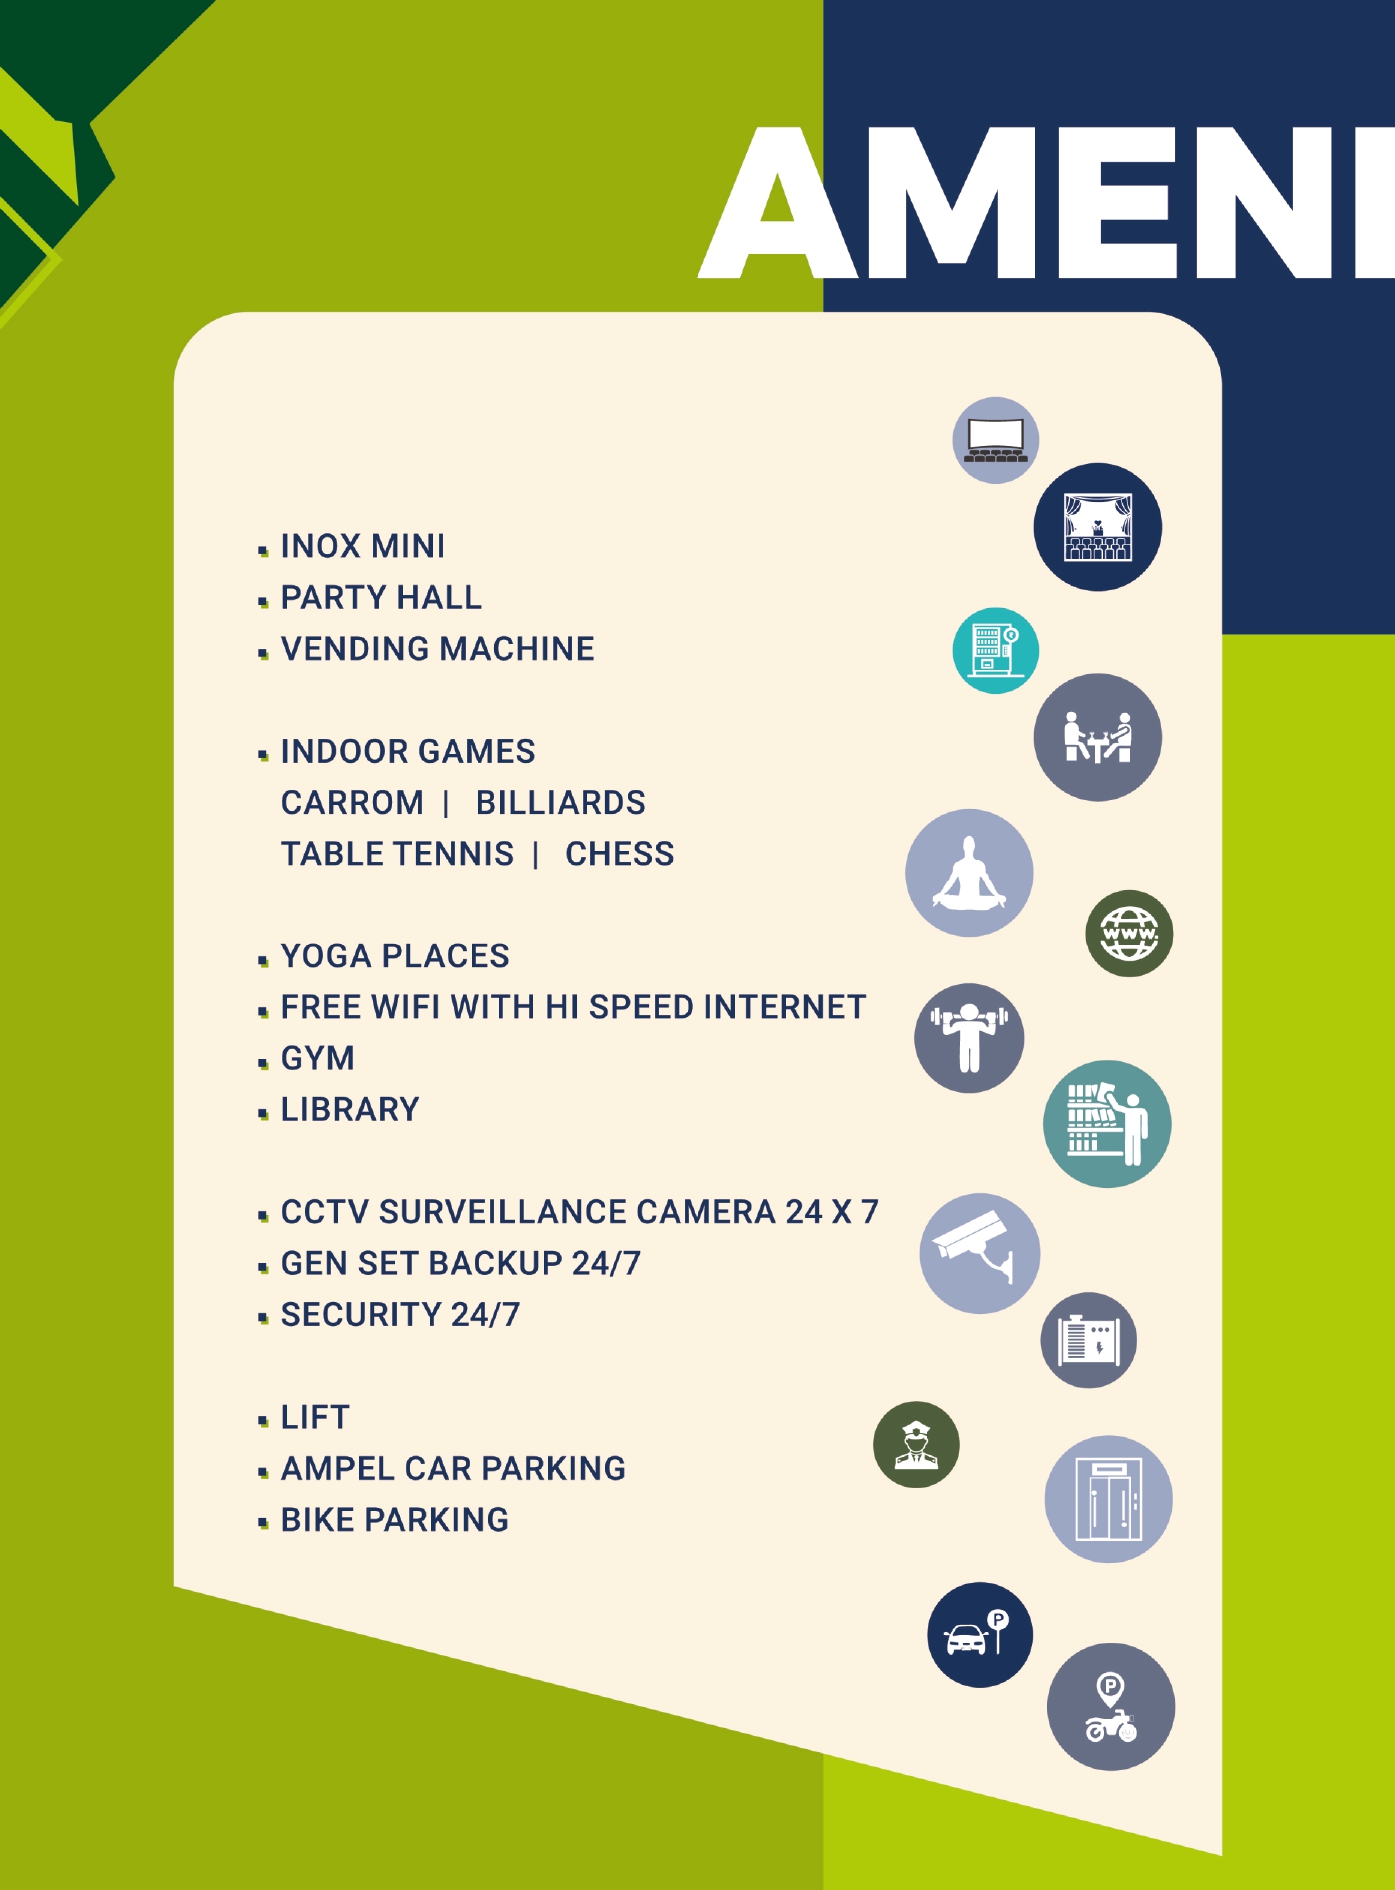 AMENI
INOX MINI
PARTY HALL
VENDING MACHINE
INDOOR GAMES
CARROM | BILLIARDS
TABLE TENNIS | CHESS
YOGA PLACES
FREE WIFI WITH HI SPEED INTERNET
GYM
LIBRARY
CCTV SURVEILLANCE CAMERA 24 X 7
GEN SET BACKUP 24/7
SECURITY 24/7
LIFT
AMPEL CAR PARKING
BIKE PARKING
www.
P
P